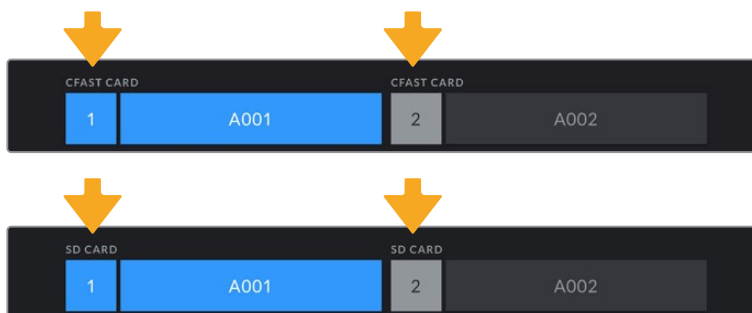 CFAST CARD CFAST CARD
1 A001 2 A002
SD CARD SD CARD
1 A001 2 A002